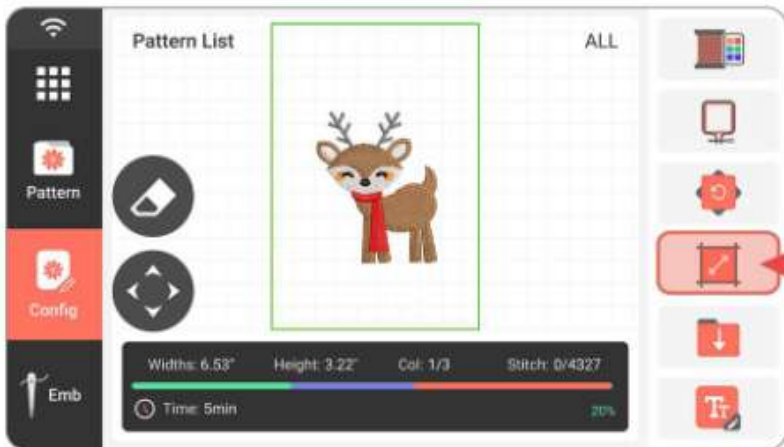 Pattern List
ALL
Pattern
Config
Emb
Widths: 6.53" Height: 3.22" Col: 1/3 Stitch: 0/4327
Time: 5min
20%
TT